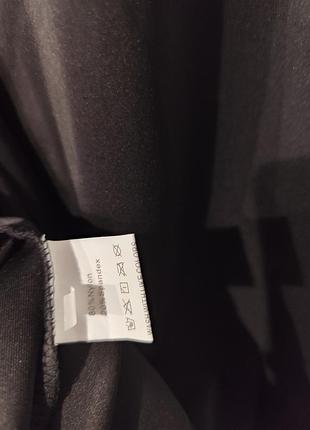 80%Nylon
20%Spandex
WASH WITH LIKE COLORS